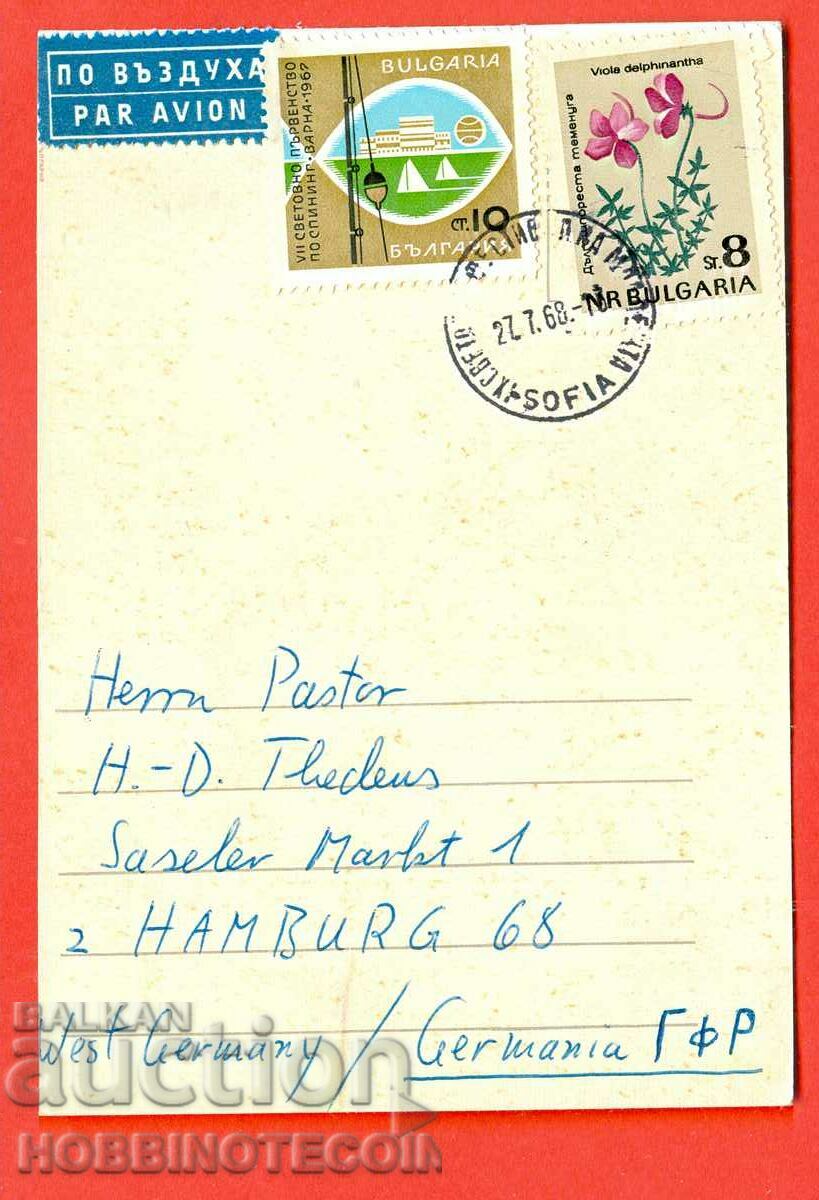 ПО ВЪЗДУХА
PAR AVION
VII СВЕТОВНО ПЪРВЕНСТВО
ПО СПИНИНГ·ВАРНА·1967
BULGARIA
СТ. 10
БЪЛГАРИЯ
Viola delphinantha
теменуга
ST. 8
NR BULGARIA
27.7.68.
SOFIA
Herrn Pastor
H.-D. Thedens
Saseler Markt 1
2 HAMBURG 68
West Germany / Germania ГФР
BALKAN
auction
HOBBINOTECOIN